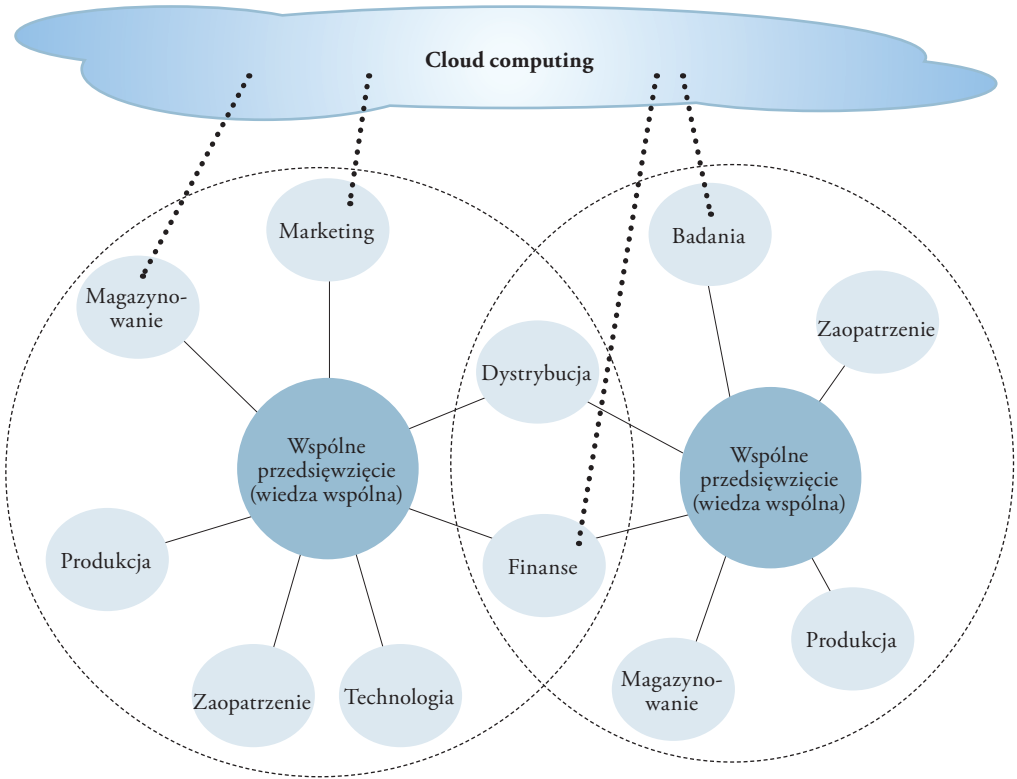 Cloud computing
Marketing
Magazyno-
wanie
Badania
Zaopatrzenie
Dystrybucja
Wspólne
przedsięwzięcie
(wiedza wspólna)
Wspólne
przedsięwzięcie
(wiedza wspólna)
Produkcja
Finanse
Zaopatrzenie
Technologia
Magazyno-
wanie
Produkcja